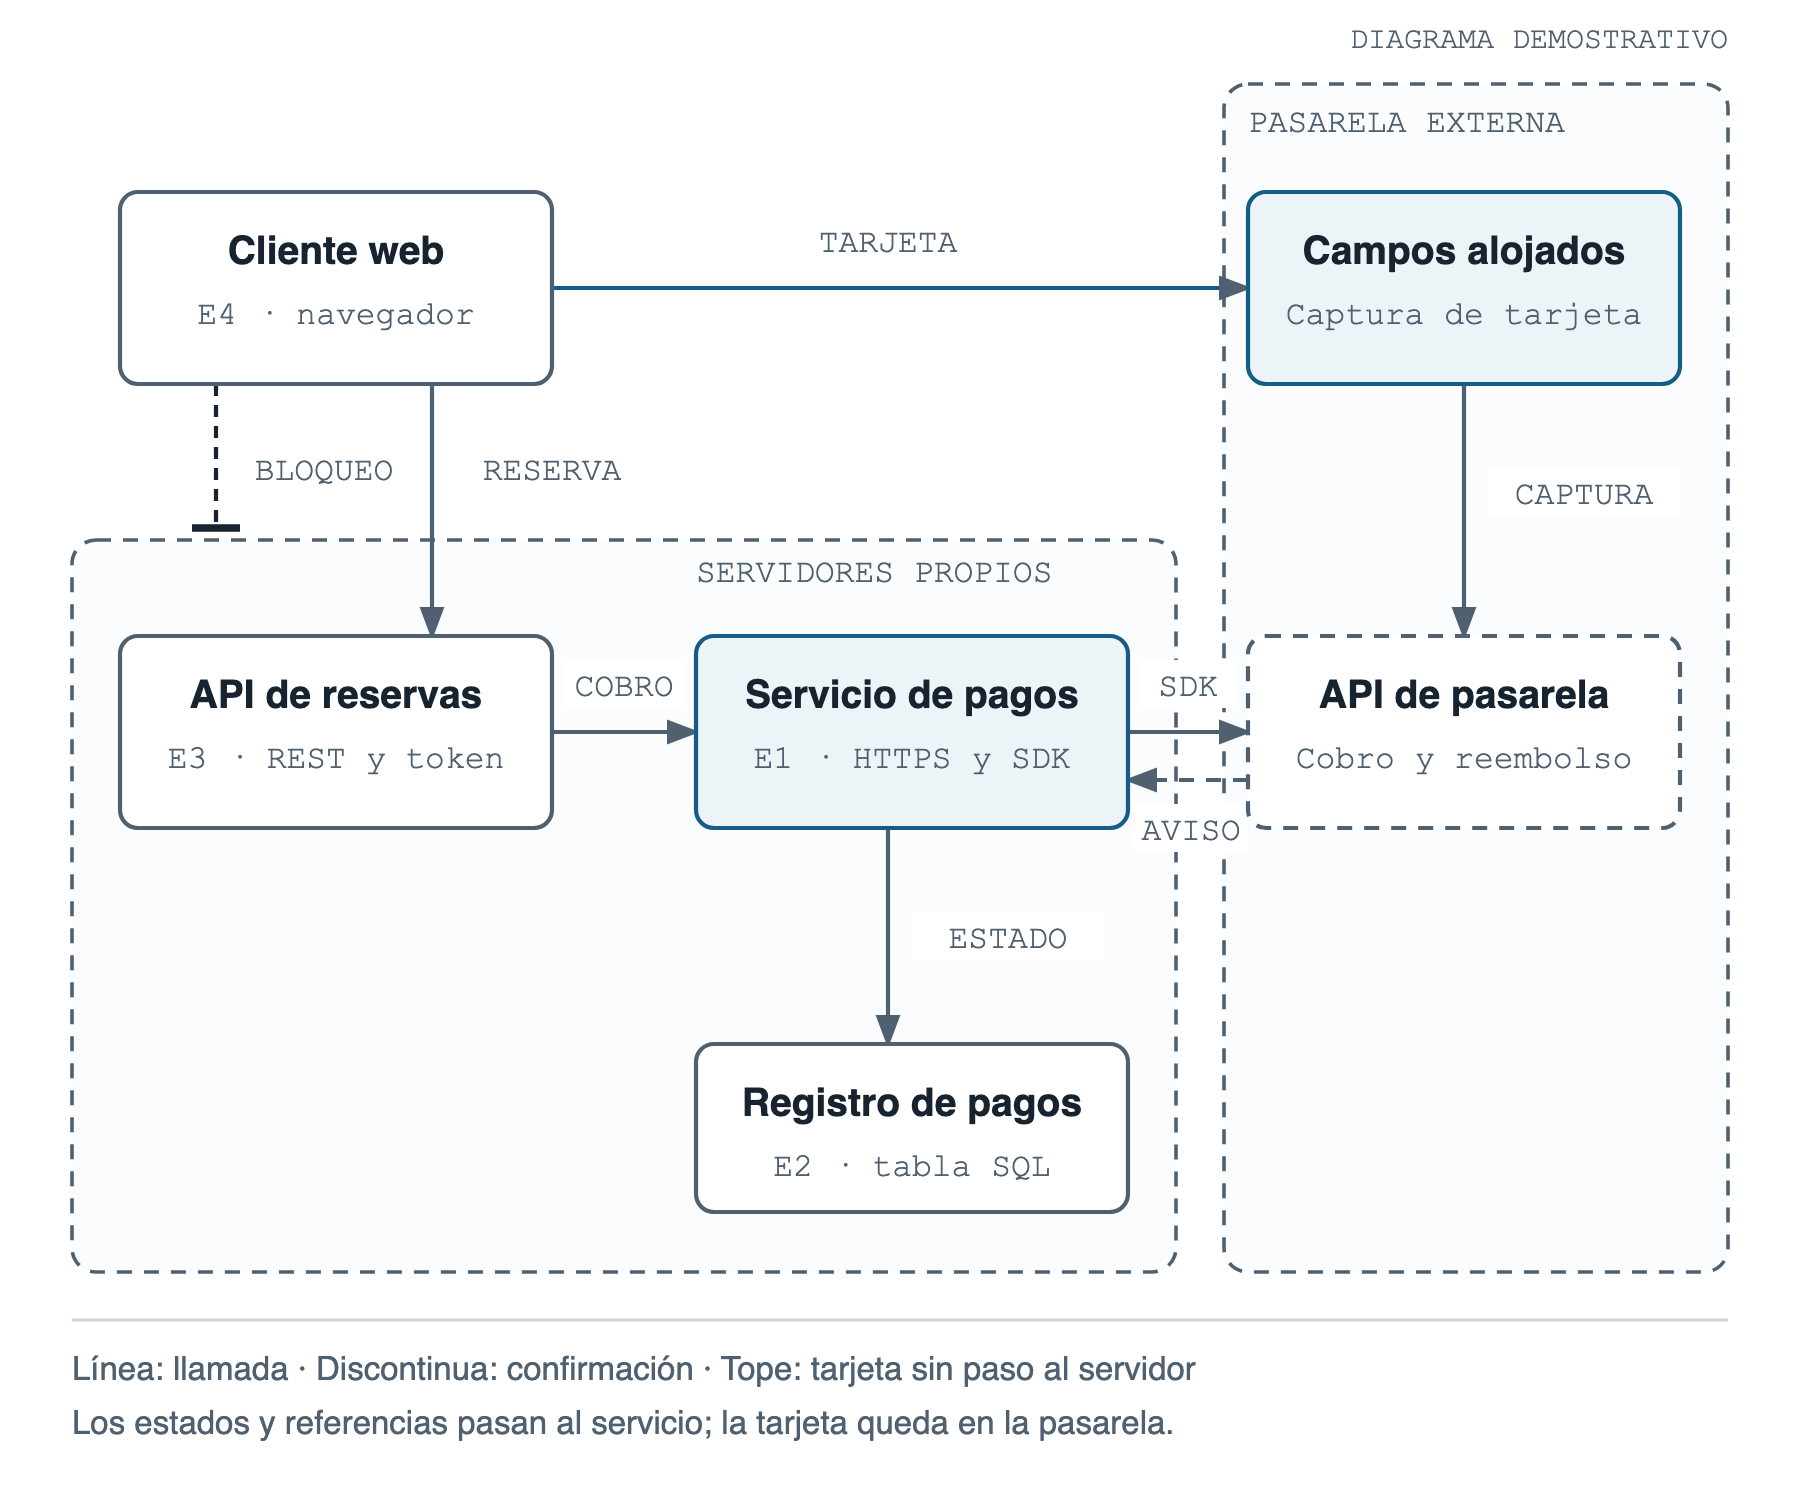 DIAGRAMA DEMOSTRATIVO
PASARELA EXTERNA
Cliente web
E4 · navegador
TARJETA
Campos alojados
Captura de tarjeta
BLOQUEO
RESERVA
CAPTURA
SERVIDORES PROPIOS
API de reservas
E3 · REST y token
COBRO
Servicio de pagos
E1 · HTTPS y SDK
SDK
API de pasarela
Cobro y reembolso
AVISO
ESTADO
Registro de pagos
E2 · tabla SQL
Línea: llamada · Discontinua: confirmación · Tope: tarjeta sin paso al servidor
Los estados y referencias pasan al servicio; la tarjeta queda en la pasarela.